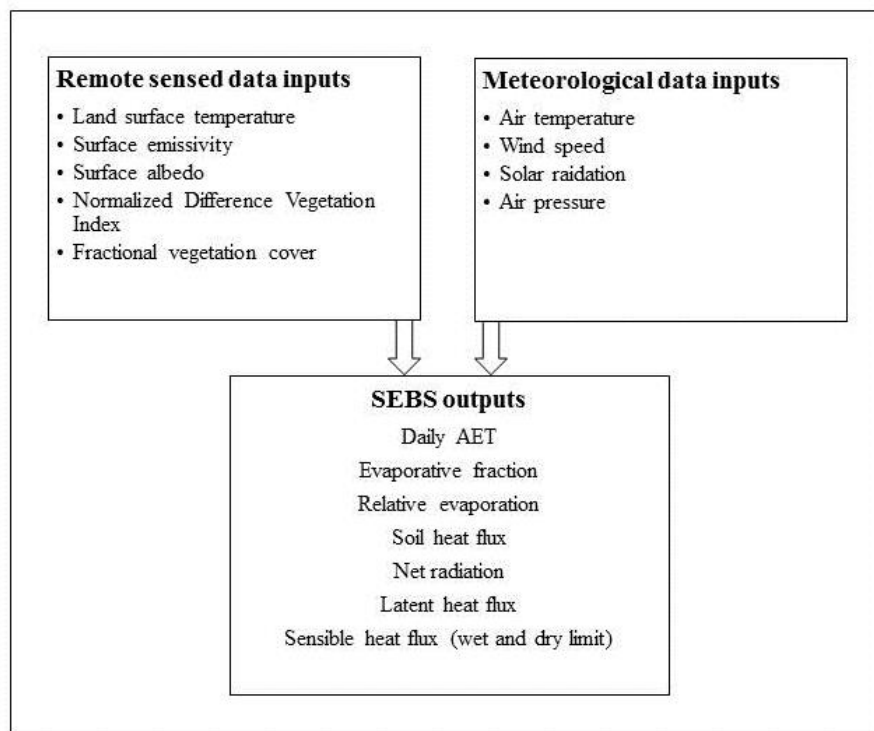 Remote sensed data inputs
• Land surface temperature
• Surface emissivity
• Surface albedo
• Normalized Difference Vegetation
Index
• Fractional vegetation cover
Meteorological data inputs
• Air temperature
• Wind speed
• Solar raidation
• Air pressure
SEBS outputs
Daily AET
Evaporative fraction
Relative evaporation
Soil heat flux
Net radiation
Latent heat flux
Sensible heat flux (wet and dry limit)